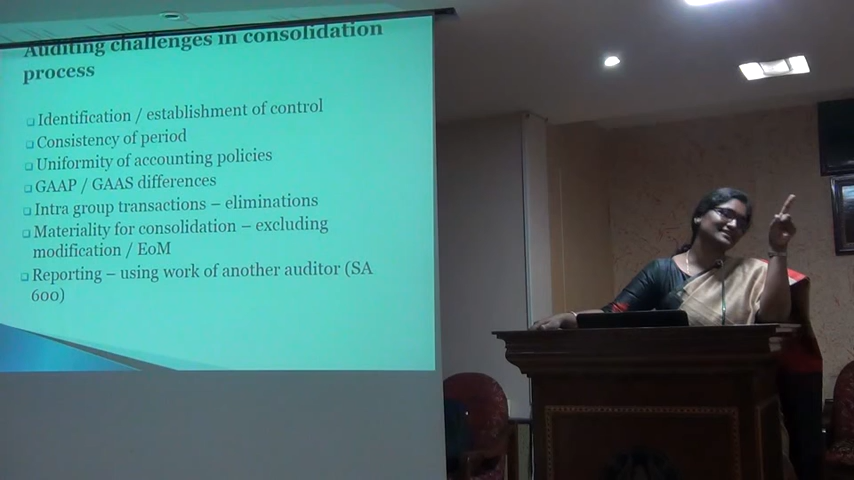 Auditing challenges in consolidation
process
Identification / establishment of control
Consistency of period
Uniformity of accounting policies
GAAP / GAAS differences
Intra group transactions – eliminations
Materiality for consolidation – excluding
modification / EoM
Reporting – using work of another auditor (SA
600)